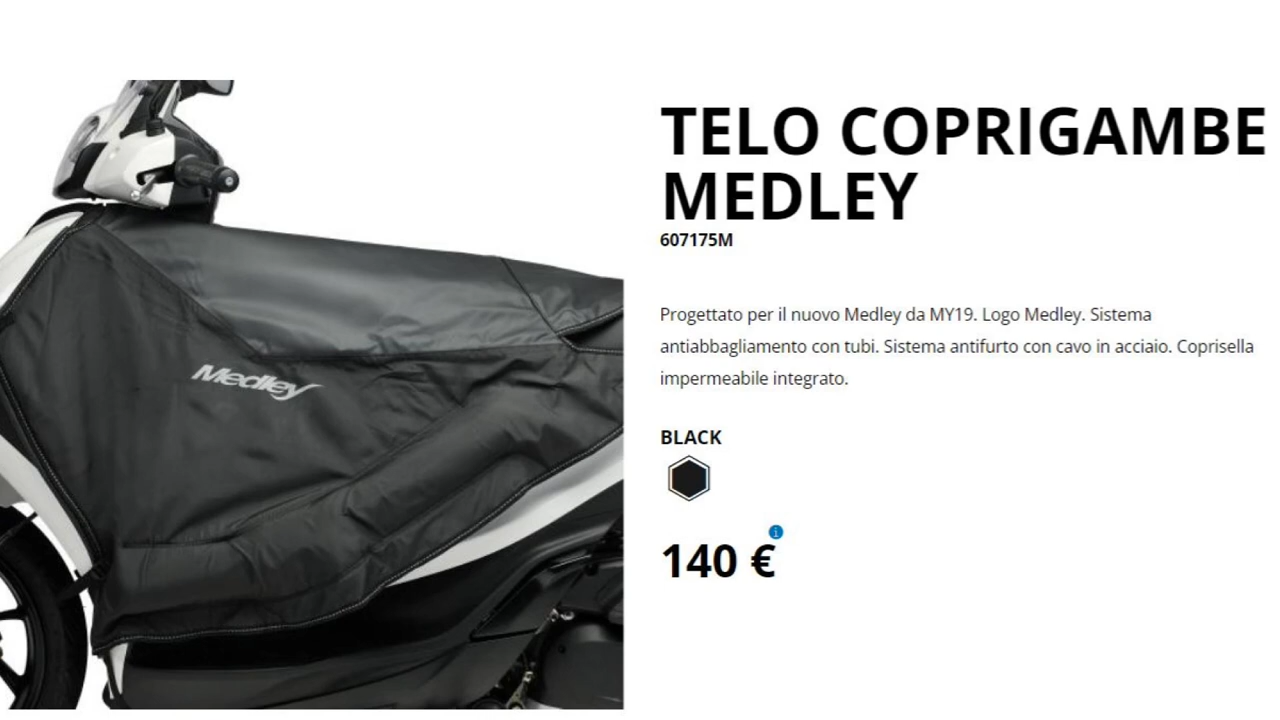 TELO COPRIGAMBE
MEDLEY
607175M
Progettato per il nuovo Medley da MY19. Logo Medley. Sistema
antiabbagliamento con tubi. Sistema antifurto con cavo in acciaio. Coprisella
impermeabile integrato.
BLACK
140 €
Medley